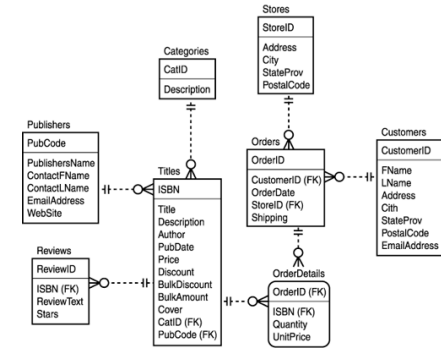 Stores
StoreID
Address
City
StateProv
PostalCode
Categories
CatID
Description
Publishers
PubCode
PublishersName
ContactFName
ContactLName
EmailAddress
WebSite
Titles
ISBN
Title
Description
Author
PubDate
Price
Discount
BulkDiscount
BulkAmount
Cover
CatID (FK)
PubCode (FK)
Orders
OrderID
CustomerID (FK)
OrderDate
StoreID (FK)
Shipping
Customers
CustomerID
FName
LName
Address
Cith
StateProv
PostalCode
EmailAddress
Reviews
ReviewID
ISBN (FK)
ReviewText
Stars
OrderDetails
OrderID (FK)
ISBN (FK)
Quantity
UnitPrice